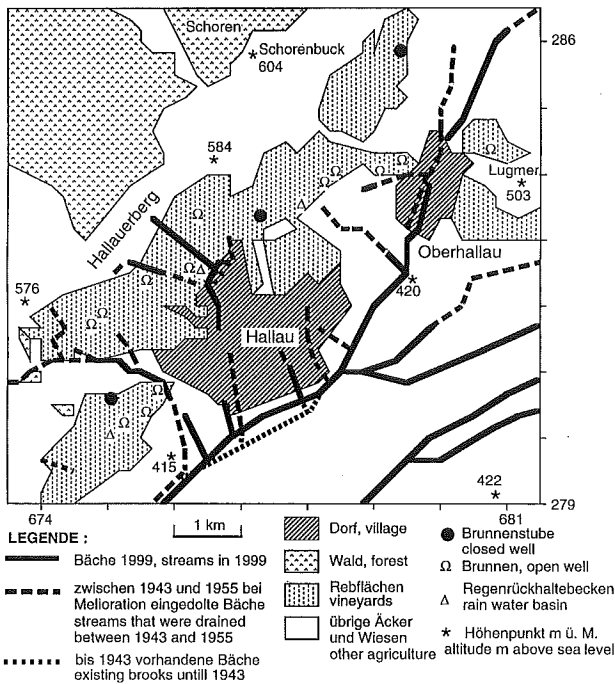 Schoren
Schorenbuck
604
286
584
Lugmer
503
Hallauerberg
Oberhallau
576
420
Hallau
415
422
279
674
681
1 km
LEGENDE :
Bäche 1999, streams in 1999
zwischen 1943 und 1955 bei
Melioration eingedolte Bäche
streams that were drained
between 1943 and 1955
bis 1943 vorhandene Bäche
existing brooks untill 1943
Dorf, village
Wald, forest
Rebflächen
vineyards
übrige Äcker
und Wiesen
other agriculture
Brunnenstube
closed well
Brunnen, open well
Regenrückhaltebecken
rain water basin
Höhenpunkt m ü. M.
altitude m above sea level